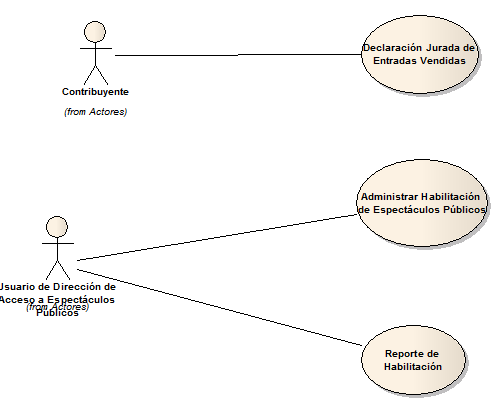 Declaración Jurada de
Entradas Vendidas
Contribuyente
(from Actores)
Administrar Habilitación
de Espectáculos Públicos
Usuario de Dirección de
Acceso a Espectáculos
Públicos
(from Actores)
Reporte de
Habilitación